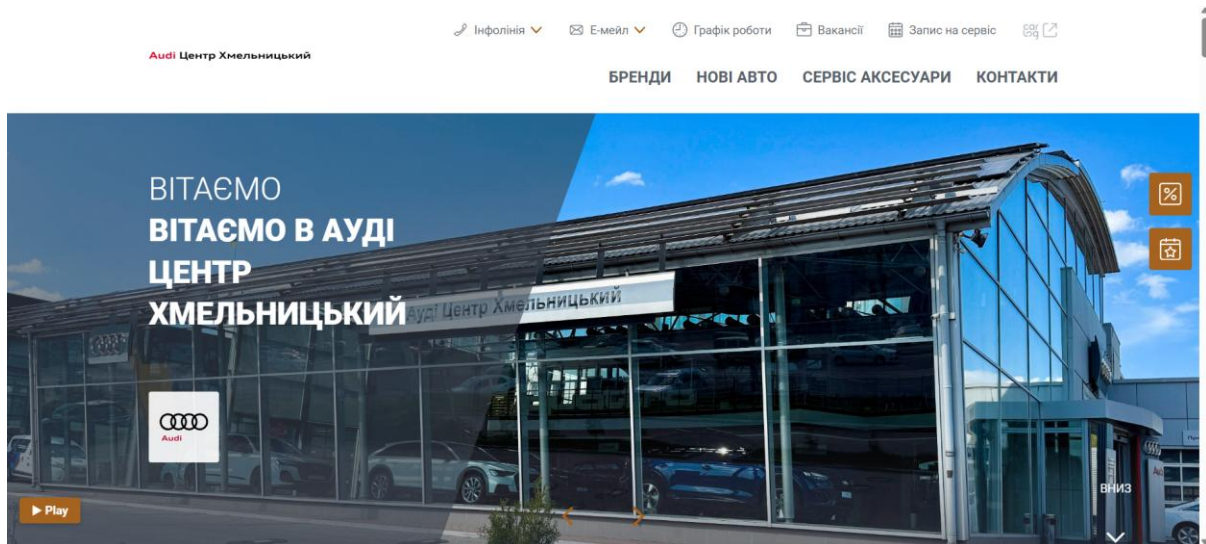 Інфолінія
Е-мейл
Графік роботи
Вакансії
Запис на сервіс
Audi Центр Хмельницький
БРЕНДИ
НОВІ АВТО
СЕРВІС АКСЕСУАРИ
КОНТАКТИ
ВІТАЄМО
ВІТАЄМО В АУДІ
ЦЕНТР
ХМЕЛЬНИЦЬКИЙ
Ауді Центр Хмельницький
Audi
Play
ВНИЗ